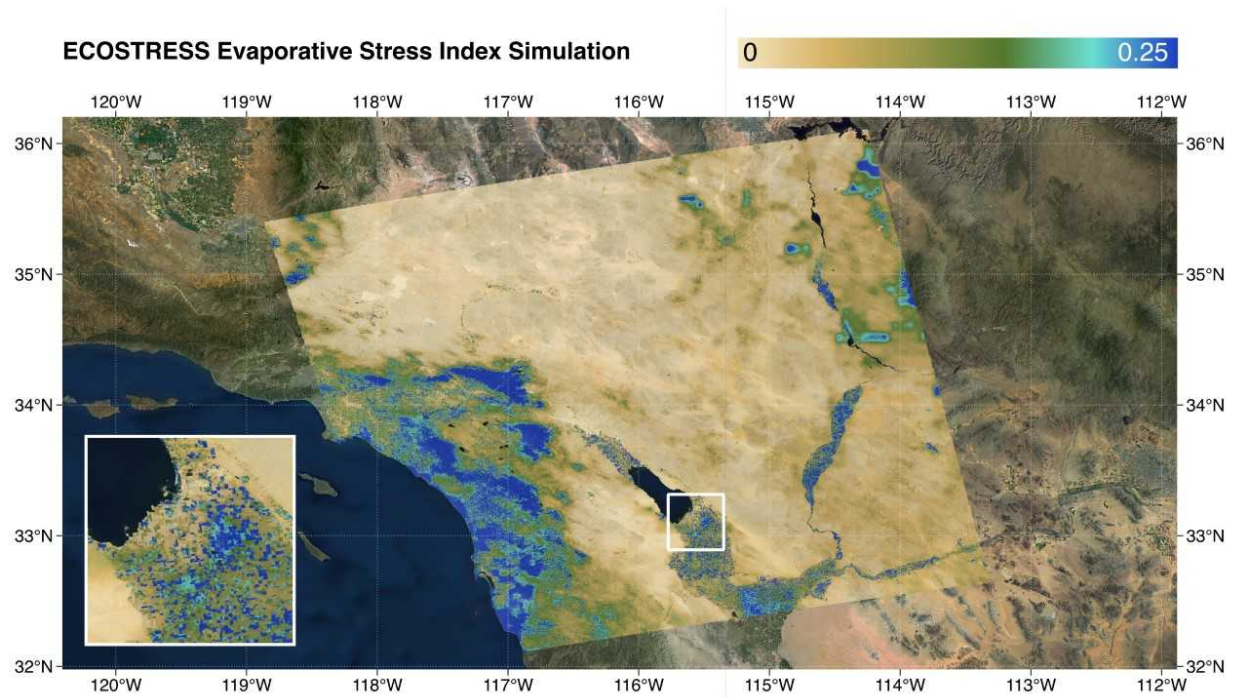 ECOSTRESS Evaporative Stress Index Simulation
0 0.25
120°W 119°W 118°W 117°W 116°W 115°W 114°W 113°W 112°W
36°N 36°N
35°N 35°N
34°N 34°N
33°N 33°N
32°N 32°N
120°W 119°W 118°W 117°W 116°W 115°W 114°W 113°W 112°W